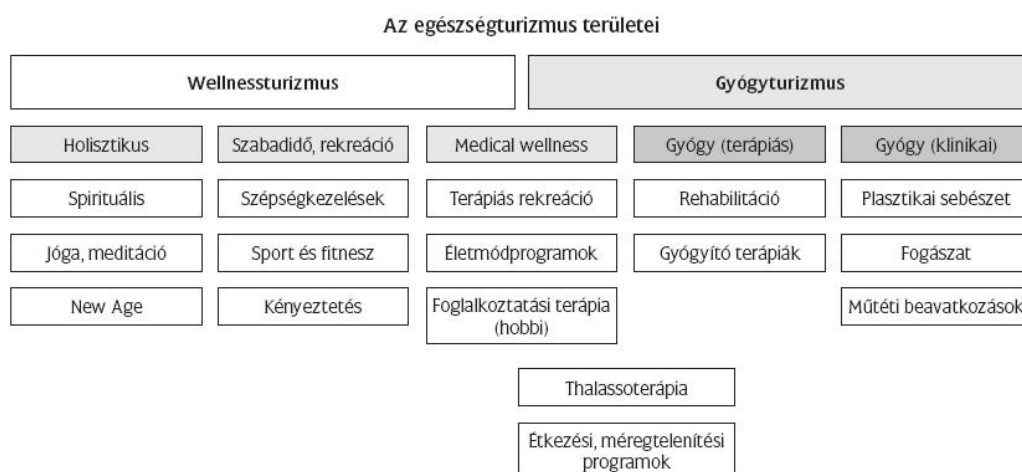 Az egészségturizmus területei
Wellnessturizmus
Gyógyturizmus
Holisztikus
Szabadidő, rekreáció
Medical wellness
Gyógy (terápiás)
Gyógy (klinikai)
Spirituális
Szépségkezelések
Terápiás rekreáció
Rehabilitáció
Plasztikai sebészet
Jóga, meditáció
Sport és fitnesz
Életmódprogramok
Gyógyító terápiák
Fogászat
New Age
Kényeztetés
Foglalkoztatási terápia
(hobbi)
Műtéti beavatkozások
Thalassoterápia
Étkezési, méregtelenítési
programok